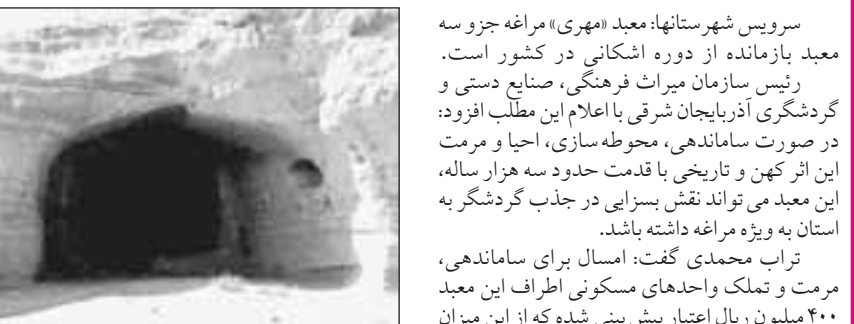 سرویس شهرستانها: معبد «مهری» مراغه جزو سه
معبد بازمانده از دوره اشکانی در کشور است.
رئیس سازمان میراث فرهنگی، صنایع دستی و
گردشگری آذربایجان شرقی با اعلام این مطلب افزود:
در صورت ساماندهی، محوطه سازی، احیا و مرمت
این اثر کهن و تاریخی با قدمت حدود سه هزار ساله،
این معبد می تواند نقش بسزایی در جذب گردشگر به
استان به ویژه مراغه داشته باشد.
تراب محمدی گفت: امسال برای ساماندهی،
مرمت و تملک واحدهای مسکونی اطراف این معبد
۴۰۰ میلیون ریال اعتبار پیش بینی شده که از این میزان